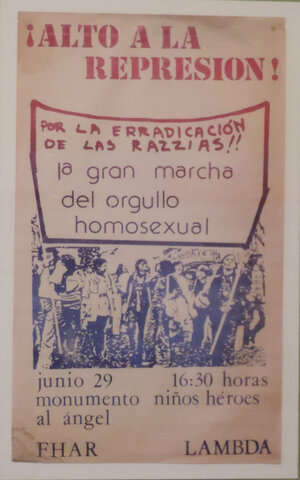 ¡ALTO A LA
REPRESION!
POR LA ERRADICACIÓN
DE LAS RAZZIAS!!
1a gran marcha
del orgullo
homosexual
junio 29 16:30 horas
monumento niños héroes
al ángel
FHAR LAMBDA